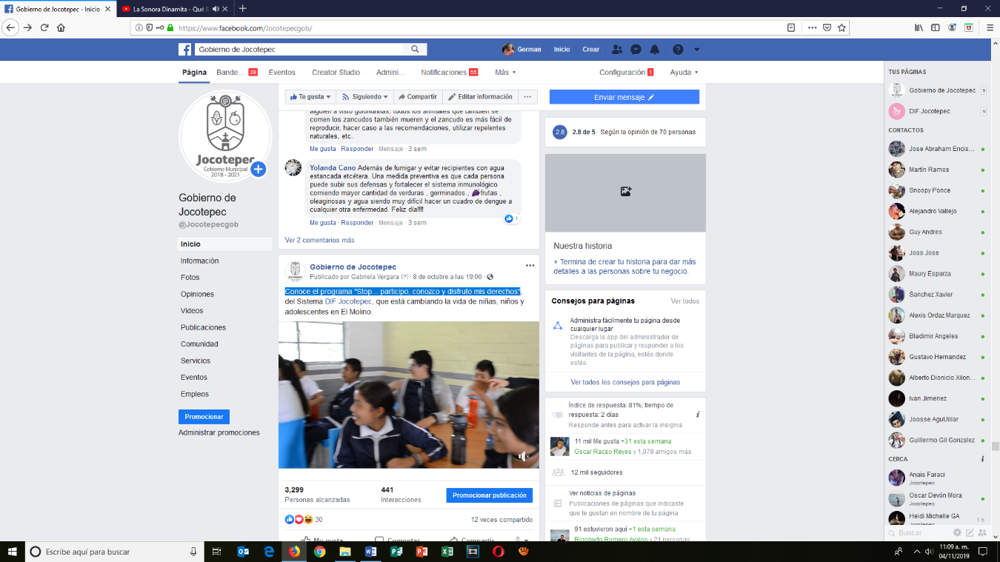 Gobierno de Jocotepec - Inicio
La Sonora Dinamita - Qué B
https://www.facebook.com/Jocotepecgob/
Gobierno de Jocotepec
German
Inicio
Crear
Página
Bande... 39
Eventos
Creator Studio
Admini...
Notificaciones 55
Más
Configuración 1
Ayuda
Jocotepec
Gobierno Municipal
2018 - 2021
Gobierno de
Jocotepec
@Jocotepecgob
Inicio
Información
Fotos
Opiniones
Videos
Publicaciones
Comunidad
Servicios
Eventos
Empleos
Promocionar
Administrar promociones
Te gusta
Siguiendo
Compartir
Editar información
alguien a visto golondrinas, todos los animales que también se
comen los zancudos también mueren y el zancudo es más fácil de
reproducir, hacer caso a las recomendaciones, utilizar repelentes
naturales, etc.
Me gusta · Responder · Mensaje · 3 sem
Yolanda Cano Además de fumigar y evitar recipientes con agua
estancada etcétera. Una medida preventiva es que cada persona
puede subir sus defensas y fortalecer el sistema inmunológico
comiendo mayor cantidad de verduras , germinados , 🍇frutas ,
oleaginosas y agua siendo muy difícil hacer un cuadro de dengue a
cualquier otra enfermedad. Feliz día!!!!
1
Me gusta · Responder · Mensaje · 3 sem
Ver 2 comentarios más
Gobierno de Jocotepec
Publicado por Gabriela Vergara [?] · 8 de octubre a las 19:00 ·
Conoce el programa "Stop... participo, conozco y disfruto mis derechos",
del Sistema DIF Jocotepec, que está cambiando la vida de niñas, niños y
adolescentes en El Molino.
3,299
Personas alcanzadas
441
Interacciones
Promocionar publicación
30
12 veces compartido
Me gusta
Comentar
Compartir
Enviar mensaje
2.8
2.8 de 5 · Según la opinión de 70 personas
Nuestra historia
+ Termina de crear tu historia para dar más
detalles a las personas sobre tu negocio.
Consejos para páginas
Ver todos
Administra fácilmente tu página desde
cualquier lugar
Descarga la app del administrador de
páginas para publicar y responder a los
visitantes de la página, estés donde
estés.
Ver todos los consejos para páginas
Índice de respuesta: 81%; tiempo de
respuesta: 2 días
Responde antes para activar la insignia
11 mil Me gusta +31 esta semana
Oscar Racso Reyes y 1,079 amigos más
12 mil seguidores
Ver noticias de páginas
Publicaciones de páginas que indicaste
que te gustan en nombre de tu página
91 estuvieron aquí +1 esta semana
Rigoberto Romero Avalos y 21 personas
TUS PÁGINAS
Gobierno de Jocotepec 9
DIF Jocotepec 9
CONTACTOS
Jose Abraham Encis...
Martín Ramos
Snoopy Ponce
Alejandro Vallejo
Guy Andres
Joss Jose
Maury Esparza
Sanchez Xavier
Alexis Ordaz Marquez
Bladimir Angeles
Gustavo Hernandez
Alberto Dionicio Xilon...
Ivan Jimenez
Joosse AguUiilar
Guillermo Gil Gonzalez
CERCA
Anais Faraci
Jocotepec
Oscar Devón Mora
Jocotepec
Heidi Michelle GA
Jocotepec
1 h
Buscar
Escribe aquí para buscar
11:09 a. m.
04/11/2019